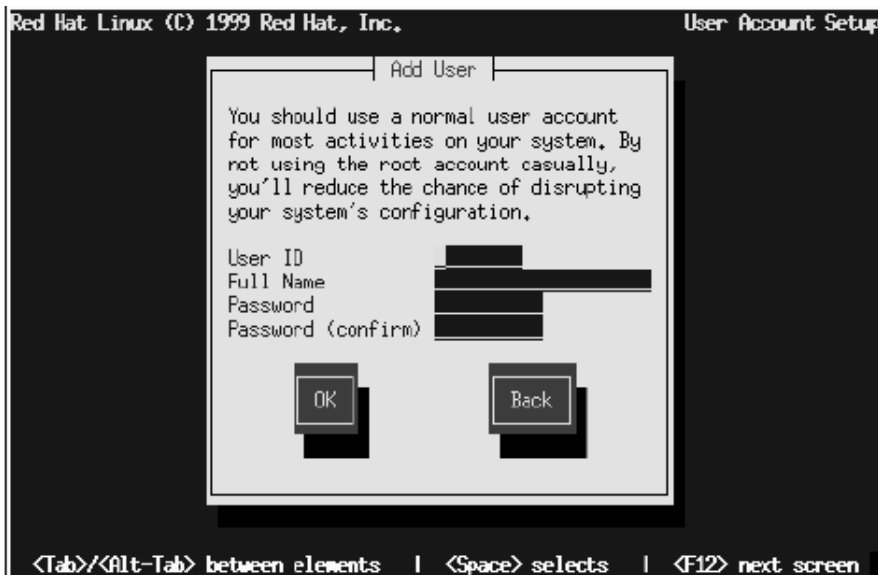 Red Hat Linux (C) 1999 Red Hat, Inc. User Account Setup
Add User
You should use a normal user account
for most activities on your system. By
not using the root account casually,
you'll reduce the chance of disrupting
your system's configuration.
User ID
Full Name
Password
Password (confirm)
OK Back
<Tab>/<Alt-Tab> between elements | <Space> selects | <F12> next screen